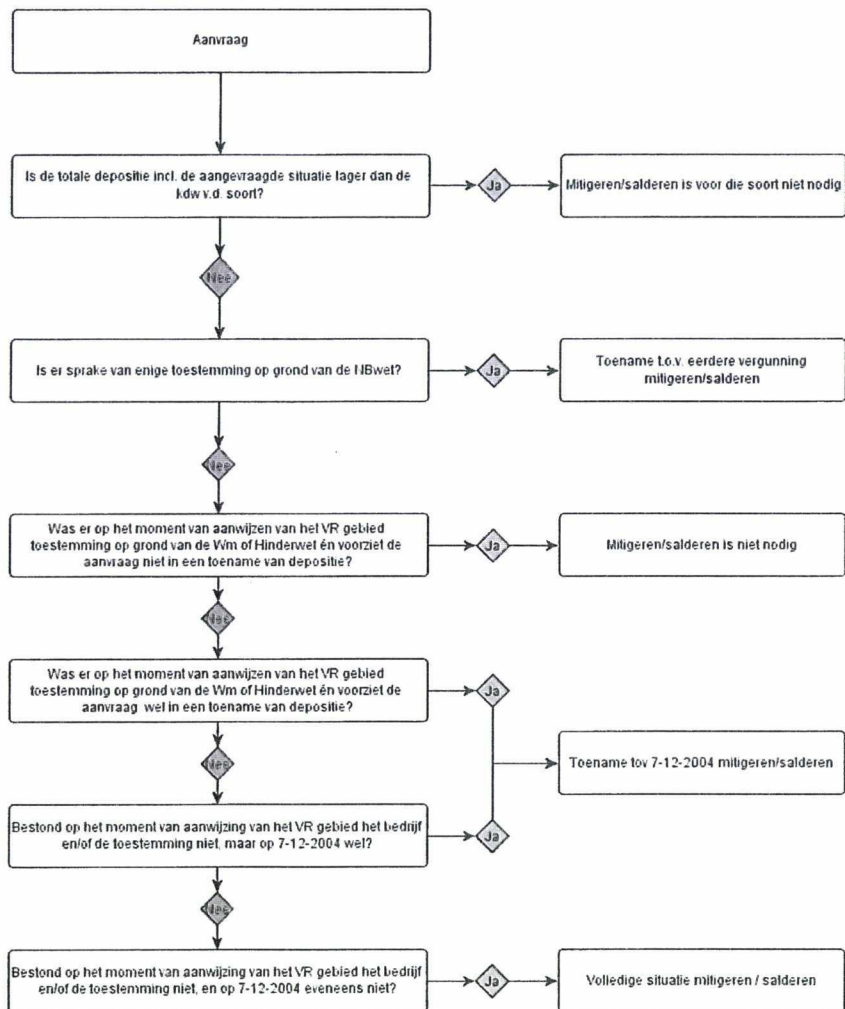 Aanvraag
Is de totale depositie incl. de aangevraagde situatie lager dan de
kdw v.d. soort?
Ja
Mitigeren/salderen is voor die soort niet nodig
Nee
Is er sprake van enige toestemming op grond van de NBwet?
Ja
Toename t.o.v. eerdere vergunning
mitigeren/salderen
Nee
Was er op het moment van aanwijzen van het VR gebied
toestemming op grond van de Wm of Hinderwet én voorziet de
aanvraag niet in een toename van depositie?
Ja
Mitigeren/salderen is niet nodig
Nee
Was er op het moment van aanwijzen van het VR gebied
toestemming op grond van de Wm of Hinderwet én voorziet de
aanvraag wel in een toename van depositie?
Ja
Toename tov 7-12-2004 mitigeren/salderen
Nee
Bestond op het moment van aanwijzing van het VR gebied het bedrijf
en/of de toestemming niet, maar op 7-12-2004 wel?
Ja
Nee
Bestond op het moment van aanwijzing van het VR gebied het bedrijf
en/of de toestemming niet, en op 7-12-2004 eveneens niet?
Ja
Volledige situatie mitigeren / salderen